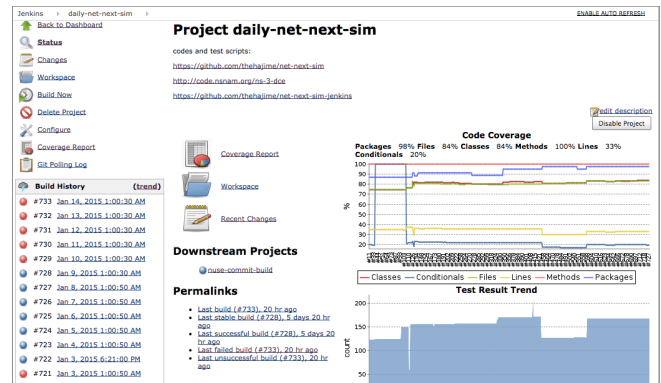 Jenkins › daily-net-next-sim ›
ENABLE AUTO REFRESH
Back to Dashboard
Status
Changes
Workspace
Build Now
Delete Project
Configure
Coverage Report
Git Polling Log
Build History (trend)
#733 Jan 14, 2015 1:00:30 AM
#732 Jan 13, 2015 1:00:30 AM
#731 Jan 12, 2015 1:00:30 AM
#730 Jan 11, 2015 1:00:30 AM
#729 Jan 10, 2015 1:00:30 AM
#728 Jan 9, 2015 1:00:30 AM
#727 Jan 8, 2015 1:00:50 AM
#726 Jan 7, 2015 1:00:50 AM
#725 Jan 6, 2015 1:00:50 AM
#724 Jan 5, 2015 1:00:50 AM
#723 Jan 4, 2015 1:00:50 AM
#722 Jan 3, 2015 6:21:00 PM
#721 Jan 3, 2015 1:00:50 AM
Project daily-net-next-sim
codes and test scripts:
https://github.com/thehajime/net-next-sim
http://code.nsnam.org/ns-3-dce
https://github.com/thehajime/net-next-sim-jenkins
edit description
Disable Project
Coverage Report
Workspace
Recent Changes
Downstream Projects
nuse-commit-build
Permalinks
Last build (#733), 20 hr ago
Last stable build (#728), 5 days 20 hr
ago
Last successful build (#728), 5 days 20
hr ago
Last failed build (#733), 20 hr ago
Last unsuccessful build (#733), 20 hr
ago
Code Coverage
Packages 98% Files 84% Classes 84% Methods 100% Lines 33%
Conditionals 20%
100
90
80
70
60
50
40
30
20
%
Classes Conditionals Files Lines Methods Packages
Test Result Trend
200
150
100
50
count